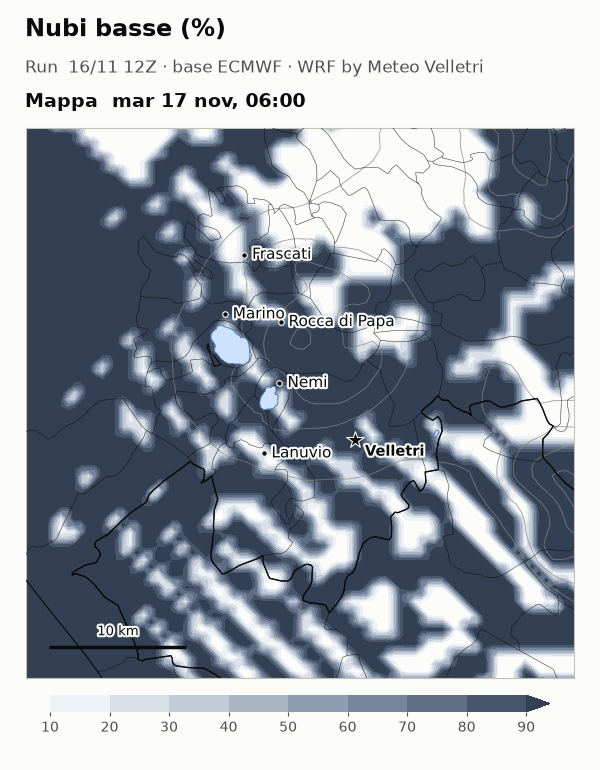 Nubi basse (%)
Run  16/11 12Z · base ECMWF · WRF by Meteo Velletri
Mappa  mar 17 nov, 06:00
Frascati
Marino
Rocca di Papa
Nemi
Velletri
Lanuvio
10 km
10 20 30 40 50 60 70 80 90